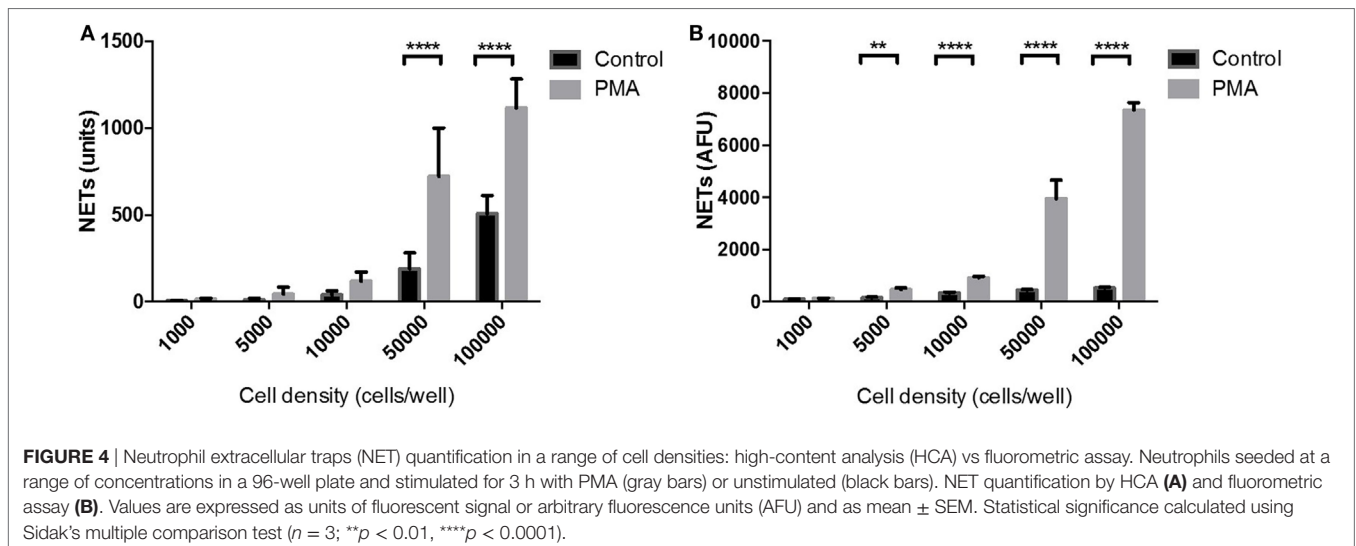 A
1500
1000
500
0
NETs (units)
****
****
Control
PMA
1000
5000
10000
50000
100000
Cell density (cells/well)
B
10000
8000
6000
4000
2000
0
NETs (AFU)
**
****
****
****
Control
PMA
1000
5000
10000
50000
100000
Cell density (cells/well)
FIGURE 4 | Neutrophil extracellular traps (NET) quantification in a range of cell densities: high-content analysis (HCA) vs fluorometric assay. Neutrophils seeded at a
range of concentrations in a 96-well plate and stimulated for 3 h with PMA (gray bars) or unstimulated (black bars). NET quantification by HCA (A) and fluorometric
assay (B). Values are expressed as units of fluorescent signal or arbitrary fluorescence units (AFU) and as mean ± SEM. Statistical significance calculated using
Sidak's multiple comparison test (n = 3; **p < 0.01, ****p < 0.0001).